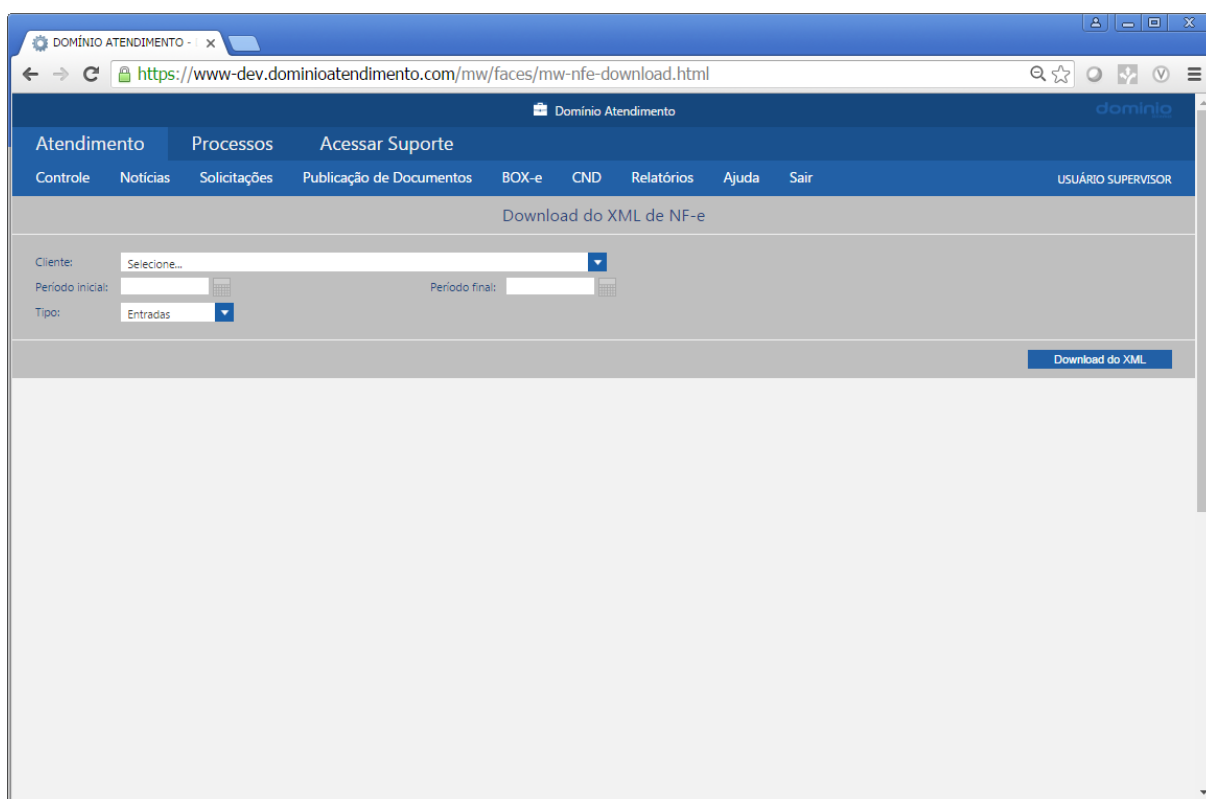 DOMÍNIO ATENDIMENTO -
https://www-dev.dominioatendimento.com/mw/faces/mw-nfe-download.html
Domínio Atendimento
dominio
Atendimento Processos Acessar Suporte
Controle Notícias Solicitações Publicação de Documentos BOX-e CND Relatórios Ajuda Sair USUÁRIO SUPERVISOR
Download do XML de NF-e
Cliente: Selecione...
Período inicial: Período final:
Tipo: Entradas
Download do XML